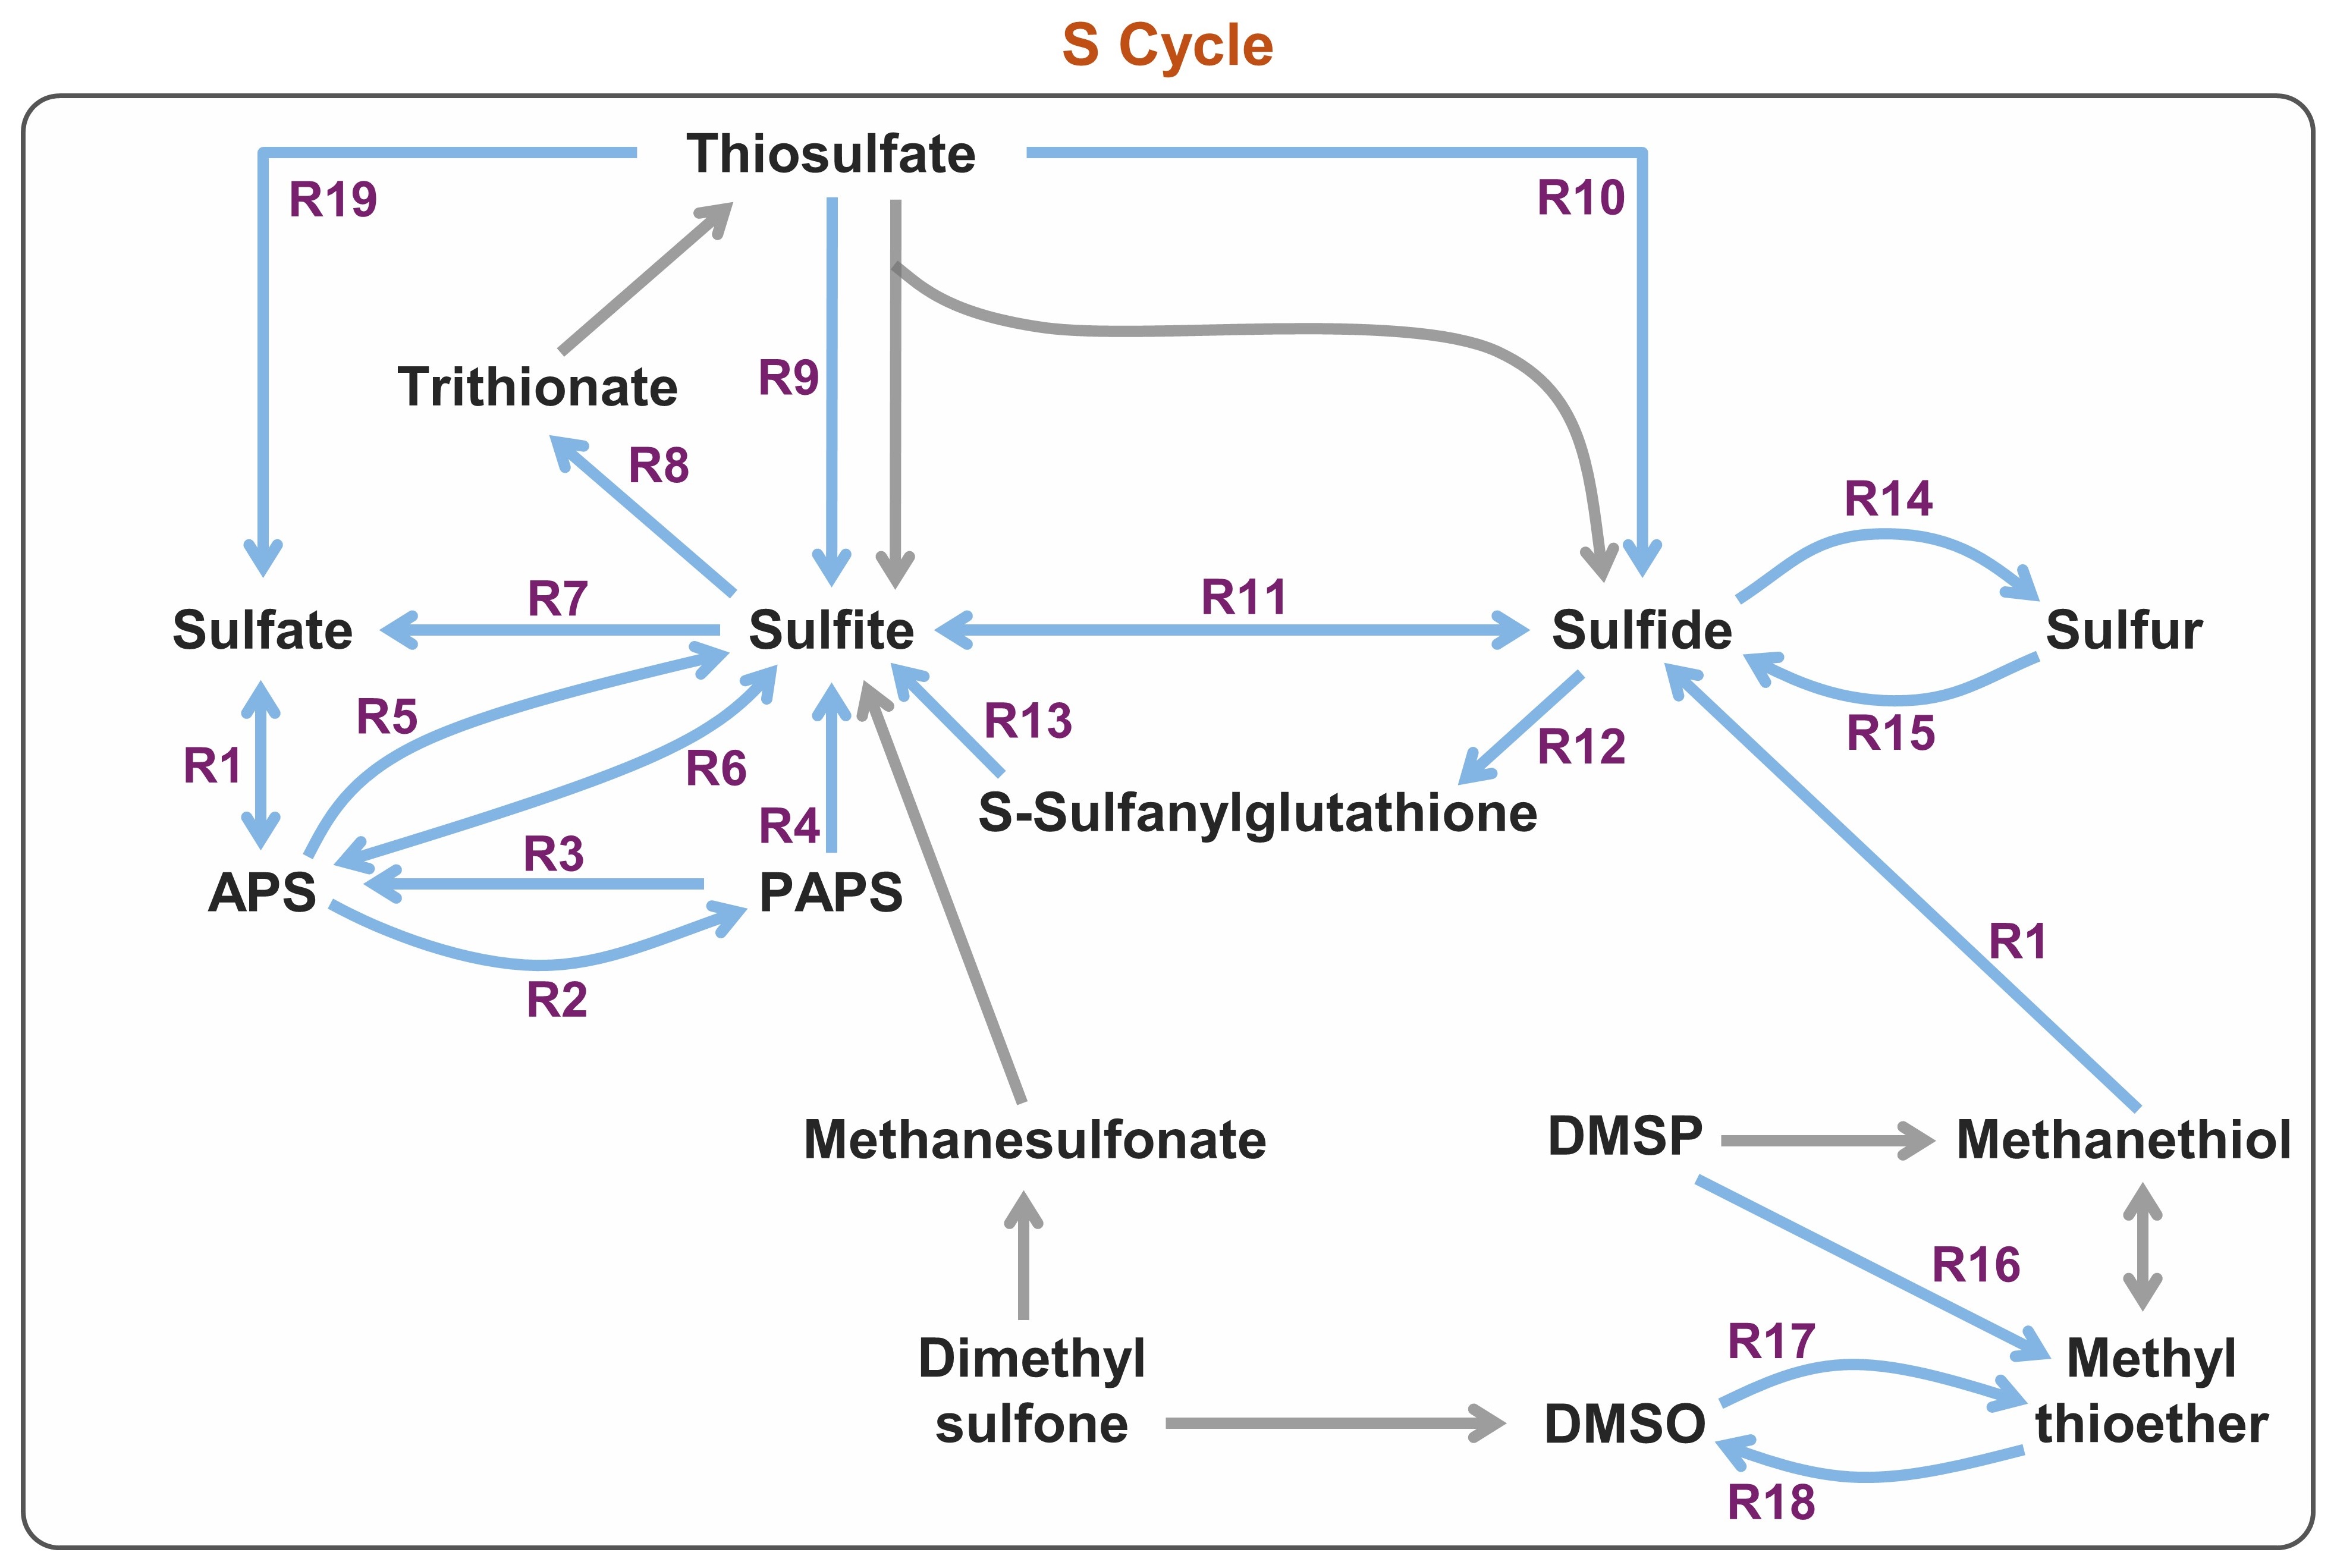 S Cycle
Thiosulfate
R19
R10
R9
Trithionate
R8
R14
R7
R11
Sulfate
Sulfite
Sulfide
Sulfur
R5
R13
R12
R15
R1
R6
R4
S-Sulfanylglutathione
R3
APS
PAPS
R2
R1
Methanesulfonate
DMSP
Methanethiol
R16
R17
Dimethyl
sulfone
DMSO
Methyl
thioether
R18